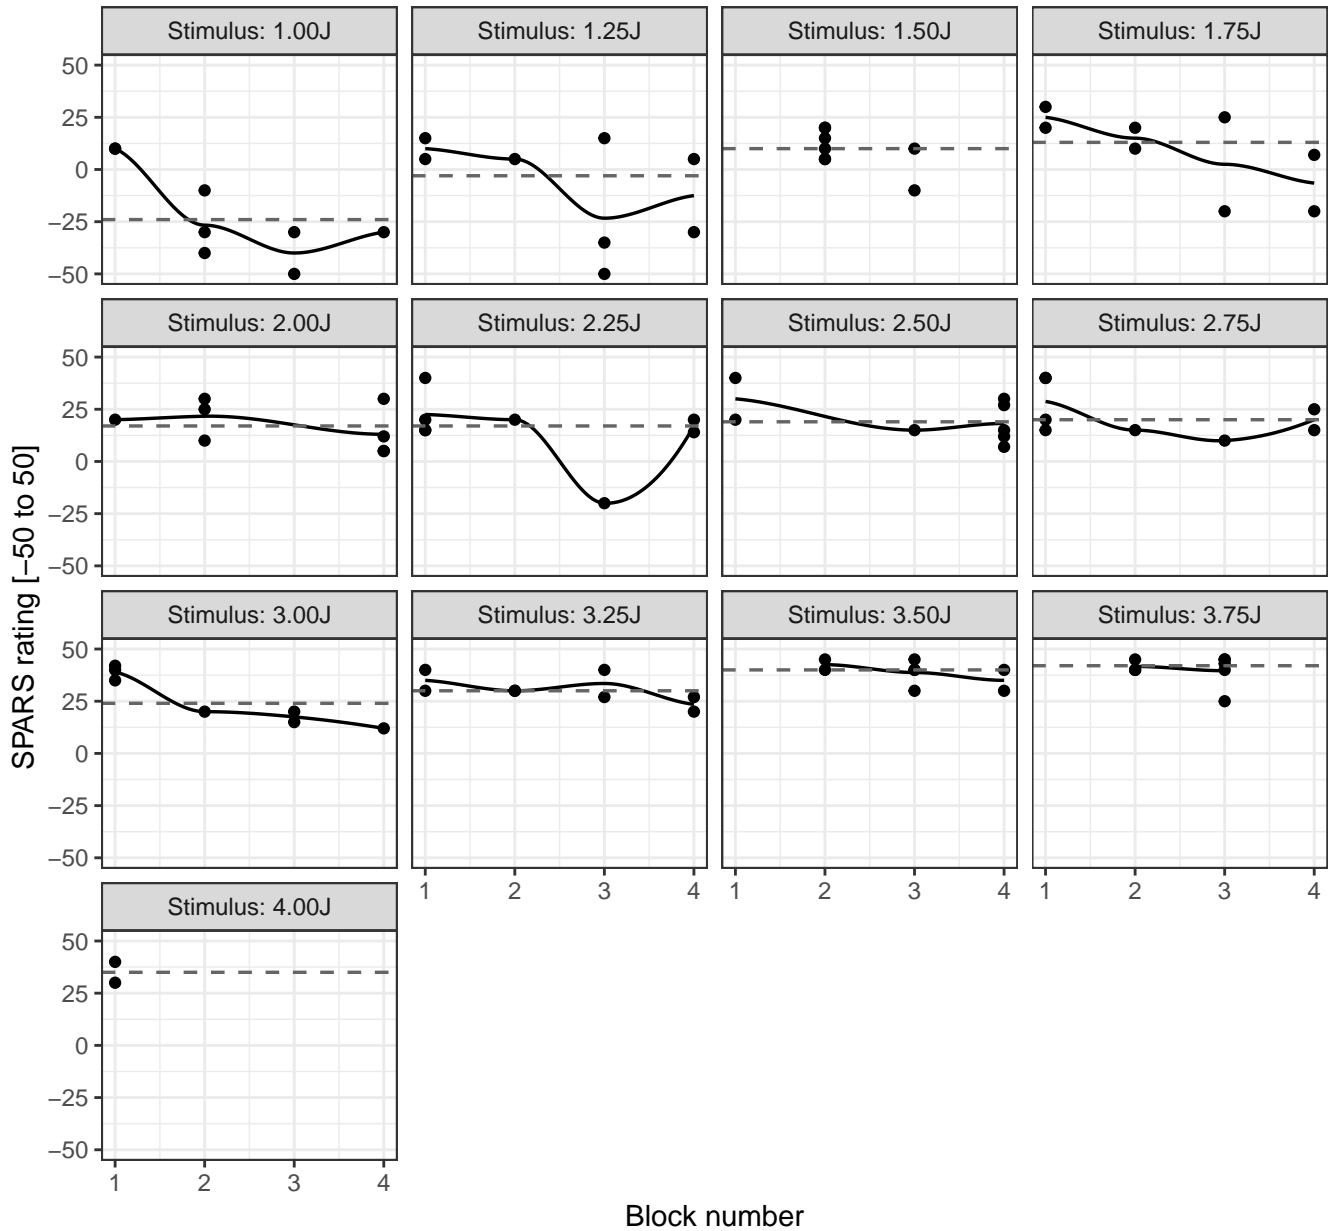 Stimulus: 1.00J Stimulus: 1.25J Stimulus: 1.50J Stimulus: 1.75J
50
25
0
−25
−50
Stimulus: 2.00J Stimulus: 2.25J Stimulus: 2.50J Stimulus: 2.75J
50
25
0
−25
−50
SPARS rating [−50 to 50]
Stimulus: 3.00J Stimulus: 3.25J Stimulus: 3.50J Stimulus: 3.75J
50
25
0
−25
−50
1 2 3 4 1 2 3 4 1 2 3 4
Stimulus: 4.00J
50
25
0
−25
−50
1 2 3 4
Block number